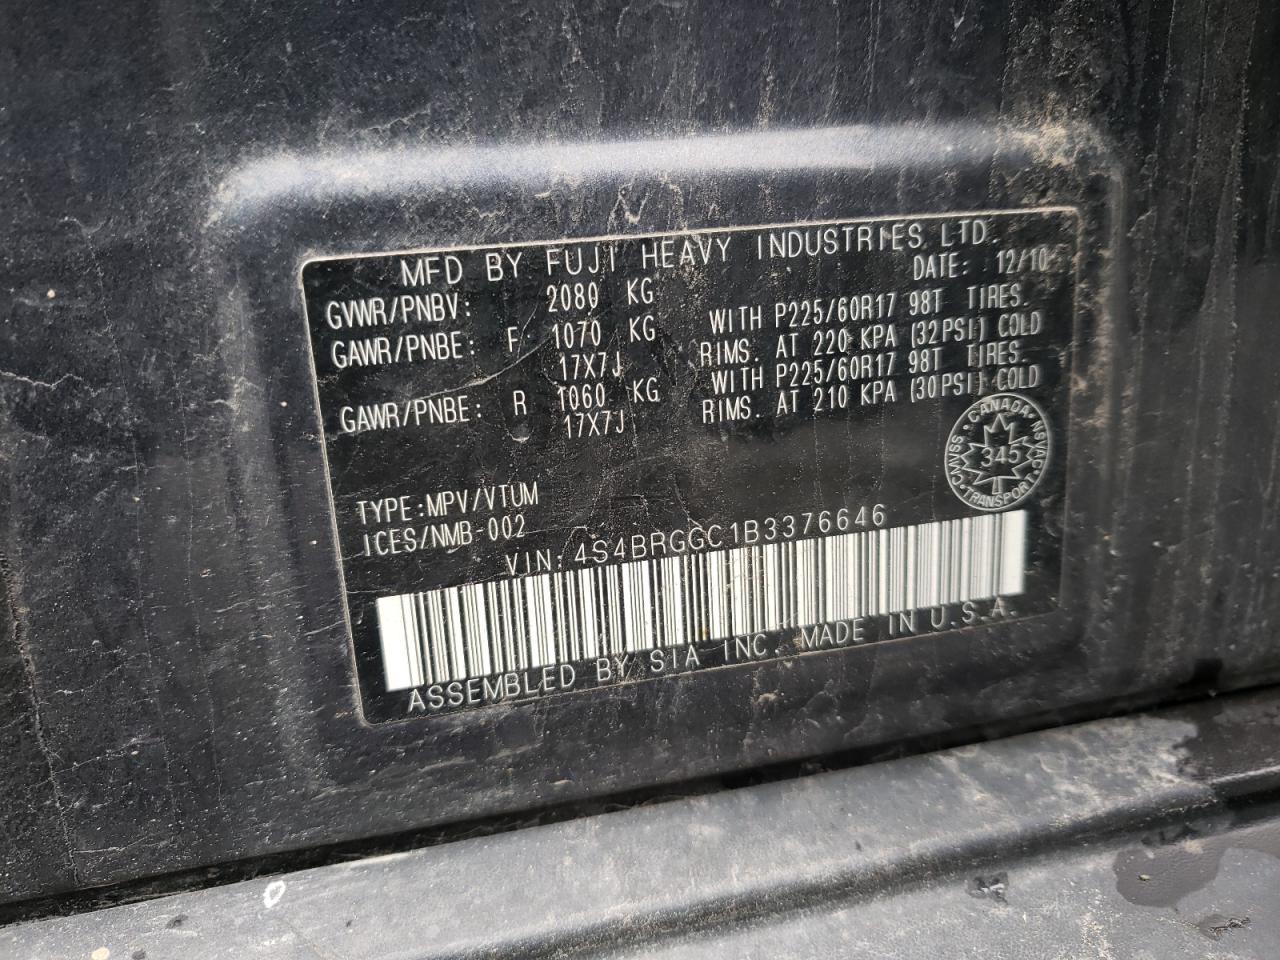 MFD BY FUJI HEAVY INDUSTRIES LTD.
DATE: 12/10
GVWR/PNBV: 2080 KG
GAWR/PNBE: F 1070 KG WITH P225/60R17 98T TIRES.
17X7J RIMS. AT 220 KPA (32PSI) COLD
GAWR/PNBE: R 1060 KG WITH P225/60R17 98T TIRES.
17X7J RIMS. AT 210 KPA (30PSI) COLD
CANADA
CMVSS 345 NSVAC
TRANSPORT
TYPE:MPV/VTUM
ICES/NMB-002
VIN: 4S4BRGGC1B3376646
ASSEMBLED BY SIA INC. MADE IN U.S.A.